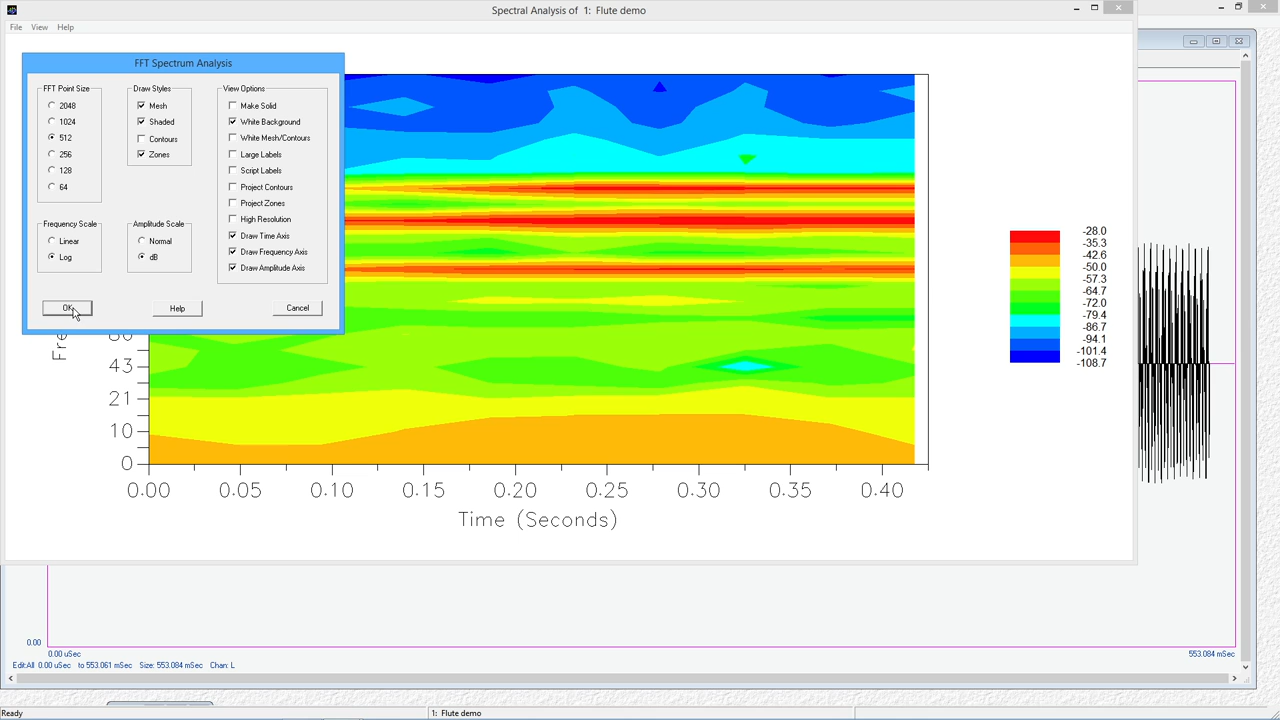 Spectral Analysis of 1: Flute demo
File View Help
FFT Spectrum Analysis
FFT Point Size
2048
1024
512
256
128
64
Draw Styles
Mesh
Shaded
Contours
Zones
View Options
Make Solid
White Background
White Mesh/Contours
Large Labels
Script Labels
Project Contours
Project Zones
High Resolution
Draw Time Axis
Draw Frequency Axis
Draw Amplitude Axis
Frequency Scale
Linear
Log
Amplitude Scale
Normal
dB
OK
Help
Cancel
43
21
10
0
0.00 0.05 0.10 0.15 0.20 0.25 0.30 0.35 0.40
Time (Seconds)
-28.0
-35.3
-42.6
-50.0
-57.3
-64.7
-72.0
-79.4
-86.7
-94.1
-101.4
-108.7
0.00
0.00 uSec
553.084 mSec
Edit:All 0.00 uSec to 553.061 mSec Size: 553.084 mSec Chan: L
Ready
1: Flute demo